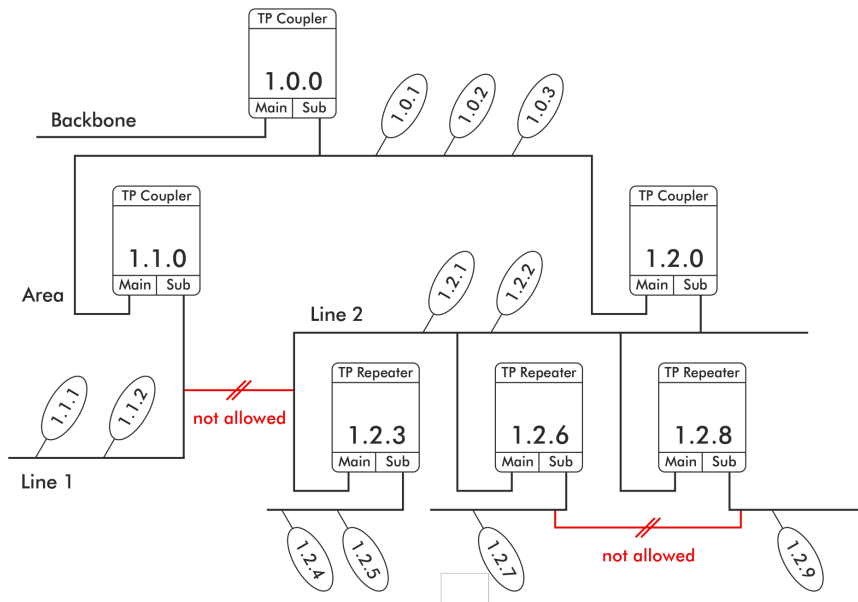 TP Coupler
1.0.0
Main Sub
Backbone
1.0.1
1.0.2
1.0.3
TP Coupler
1.1.0
Main Sub
TP Coupler
1.2.0
Main Sub
Area
1.2.1
1.2.2
Line 2
TP Repeater
1.2.3
Main Sub
TP Repeater
1.2.6
Main Sub
TP Repeater
1.2.8
Main Sub
1.1.1
1.1.2
not allowed
Line 1
1.2.4
1.2.5
1.2.7
not allowed
1.2.9